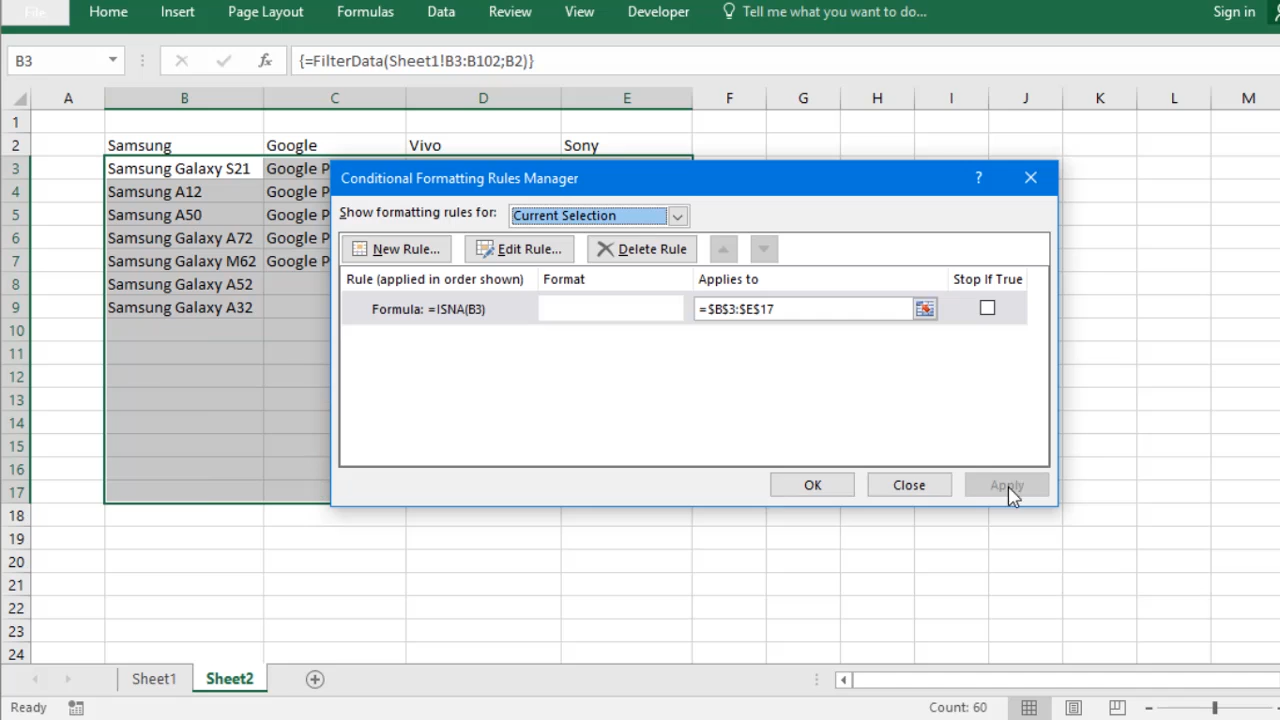 File Home Insert Page Layout Formulas Data Review View Developer Tell me what you want to do... Sign in
B3 fx {=FilterData(Sheet1!B3:B102;B2)}
A B C D E F G H I J K L M
1
2 Samsung Google Vivo Sony
3 Samsung Galaxy S21 Google P
4 Samsung A12 Google P
5 Samsung A50 Google P
6 Samsung Galaxy A72 Google P
7 Samsung Galaxy M62 Google P
8 Samsung Galaxy A52
9 Samsung Galaxy A32
10
11
12
13
14
15
16
17
18
19
20
21
22
23
24
Conditional Formatting Rules Manager ?
Show formatting rules for: Current Selection
New Rule... Edit Rule... Delete Rule
Rule (applied in order shown) Format Applies to Stop If True
Formula: =ISNA(B3) =$B$3:$E$17
OK Close Apply
Sheet1 Sheet2
Ready Count: 60